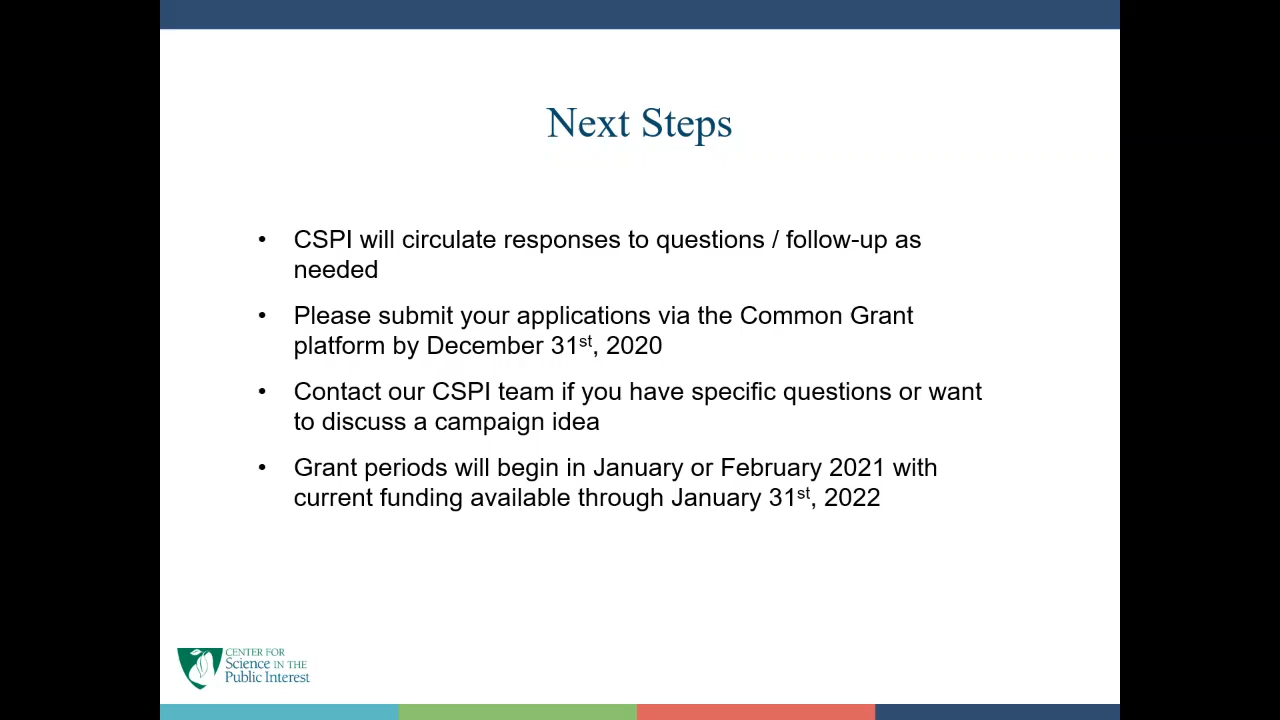 Next Steps
• CSPI will circulate responses to questions / follow-up as
needed
• Please submit your applications via the Common Grant
platform by December 31st, 2020
• Contact our CSPI team if you have specific questions or want
to discuss a campaign idea
• Grant periods will begin in January or February 2021 with
current funding available through January 31st, 2022
CENTER FOR
Science IN THE
Public Interest